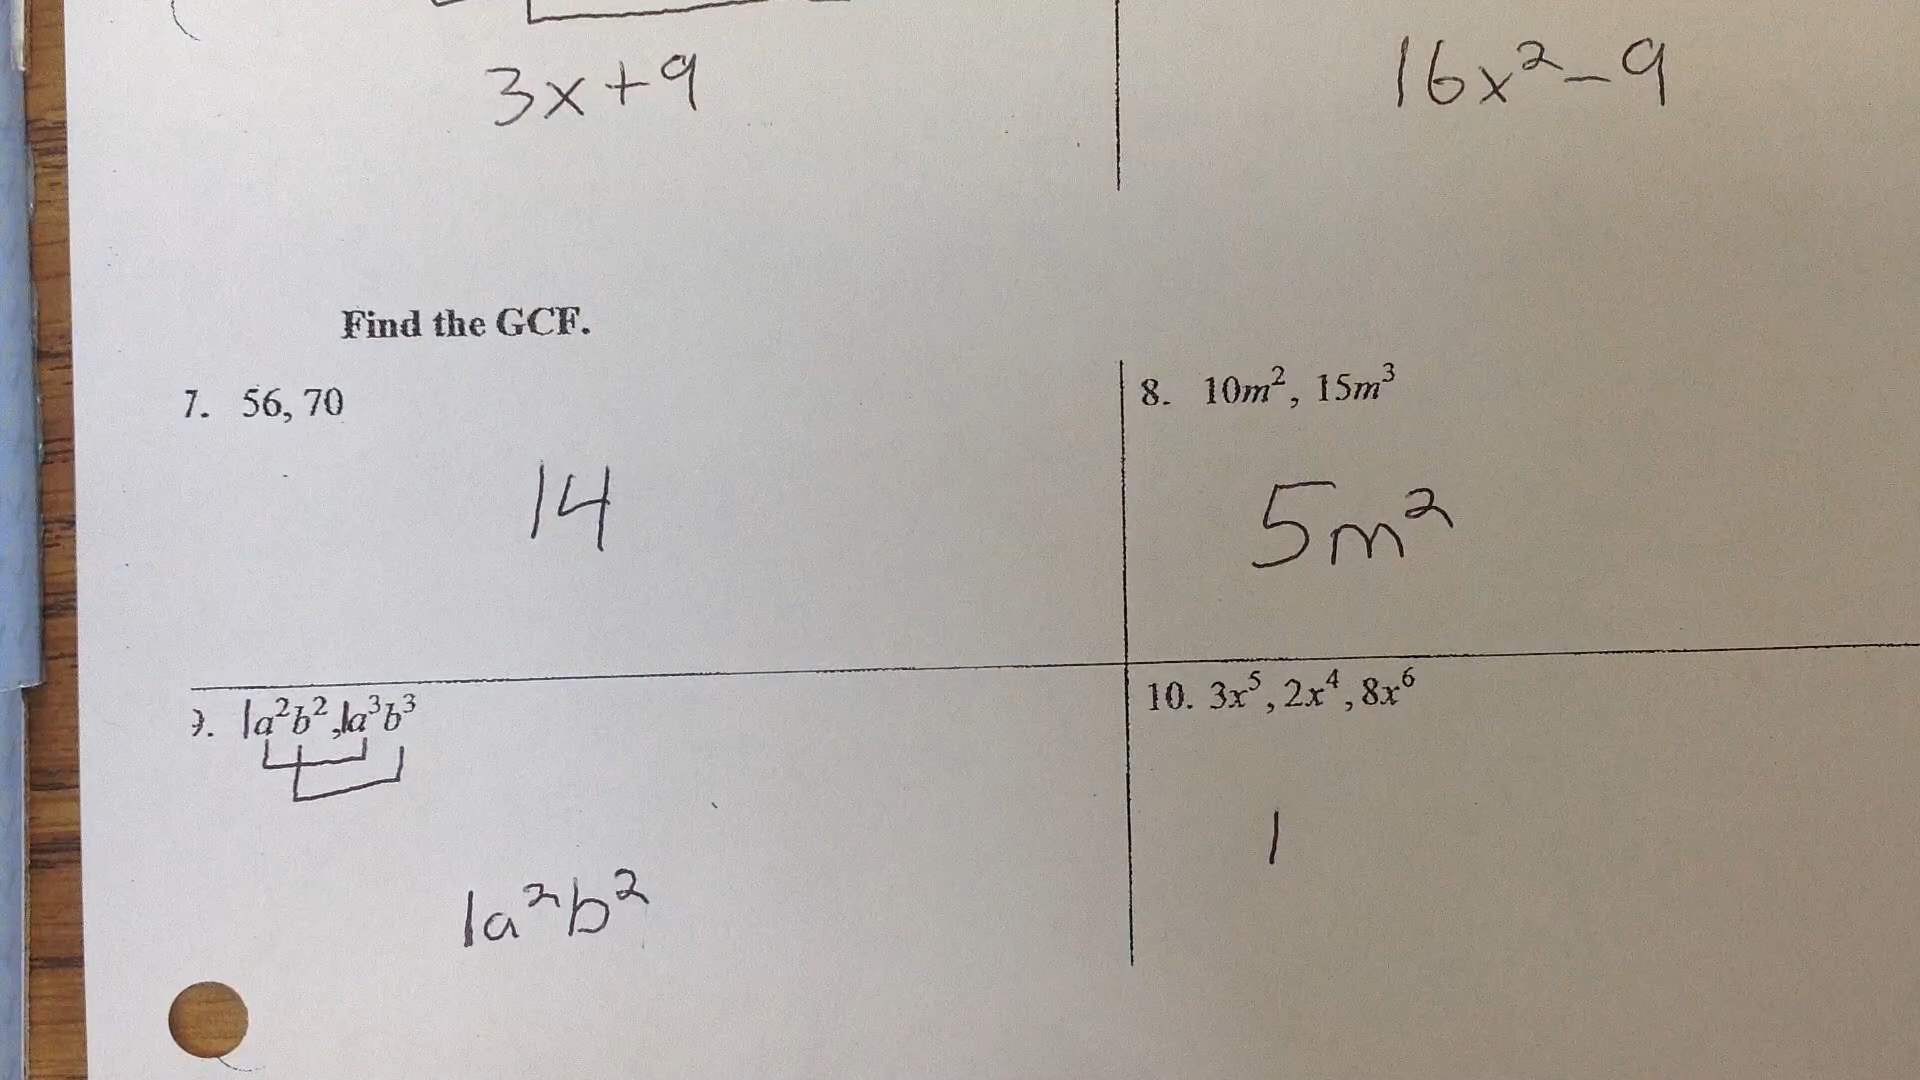 3x+9
16x²-9
Find the GCF.
7. 56, 70
8. 10m², 15m³
14
5m²
9. 1a²b², 1a³b³
10. 3x⁵, 2x⁴, 8x⁶
1a²b²
1